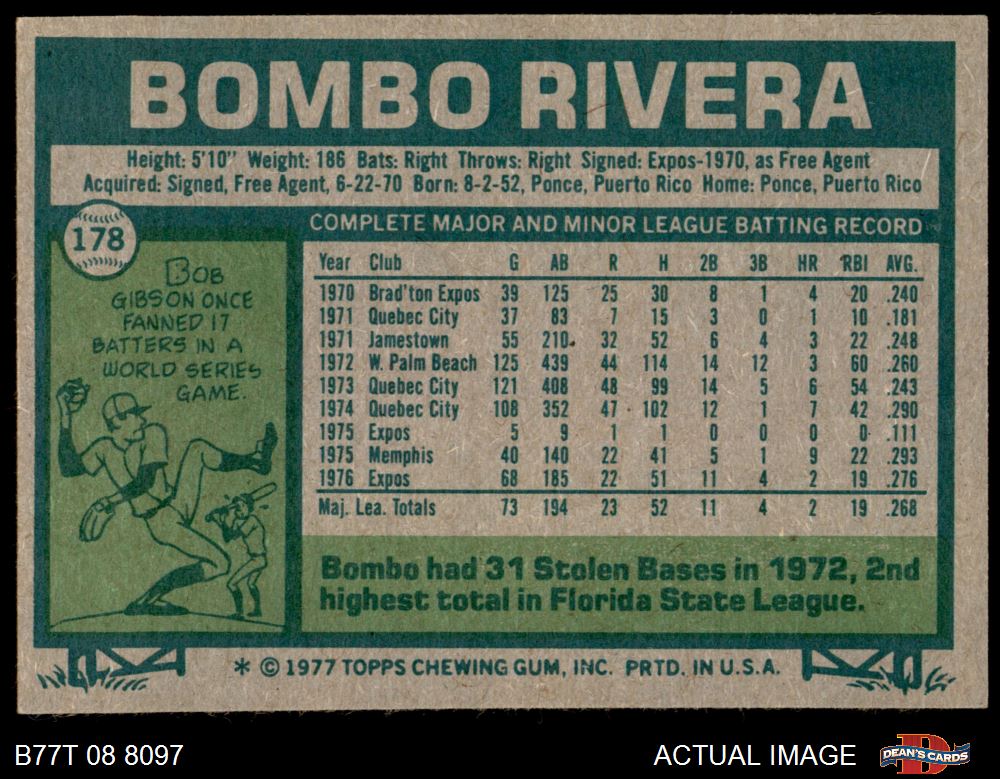 BOMBO RIVERA
Height: 5'10" Weight: 186 Bats: Right Throws: Right Signed: Expos-1970, as Free Agent
Acquired: Signed, Free Agent, 6-22-70 Born: 8-2-52, Ponce, Puerto Rico Home: Ponce, Puerto Rico
178
BOB
GIBSON ONCE
FANNED 17
BATTERS IN A
WORLD SERIES
GAME.
COMPLETE MAJOR AND MINOR LEAGUE BATTING RECORD
Year Club G AB R H 2B 3B HR RBI AVG.
1970 Brad'ton Expos 39 125 25 30 8 1 4 20 .240
1971 Quebec City 37 83 7 15 3 0 1 10 .181
1971 Jamestown 55 210 32 52 6 4 3 22 .248
1972 W. Palm Beach 125 439 44 114 14 12 3 60 .260
1973 Quebec City 121 408 48 99 14 5 6 54 .243
1974 Quebec City 108 352 47 102 12 1 7 42 .290
1975 Expos 5 9 1 1 0 0 0 0 .111
1975 Memphis 40 140 22 41 5 1 9 22 .293
1976 Expos 68 185 22 51 11 4 2 19 .276
Maj. Lea. Totals 73 194 23 52 11 4 2 19 .268
Bombo had 31 Stolen Bases in 1972, 2nd
highest total in Florida State League.
* © 1977 TOPPS CHEWING GUM, INC. PRTD. IN U.S.A.
B77T 08 8097
ACTUAL IMAGE
DEAN'S CARDS